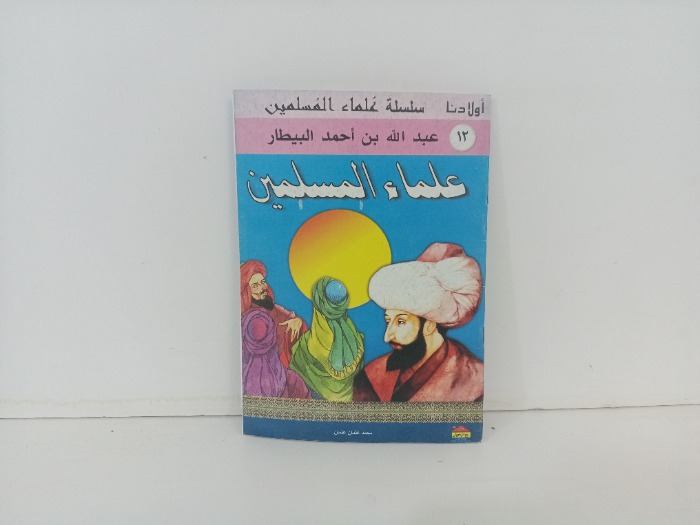 أولادنا سلسلة علماء المسلمين
١٢ عبد الله بن أحمد البيطار
علماء المسلمين